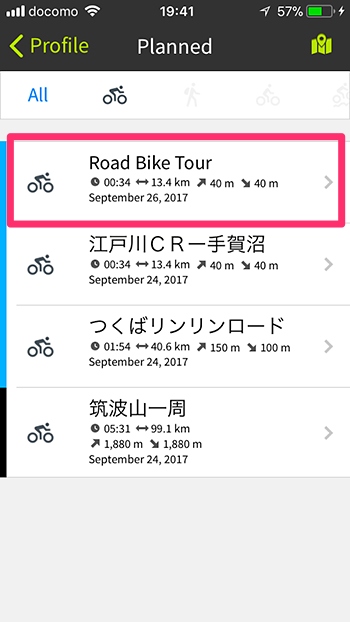 docomo 19:41 57%
Profile Planned
All
Road Bike Tour
00:34 13.4 km 40 m 40 m
September 26, 2017
江戸川ＣＲー手賀沼
00:34 13.4 km 40 m 40 m
September 24, 2017
つくばリンリンロード
01:54 40.6 km 150 m 100 m
September 24, 2017
筑波山一周
05:31 99.1 km
1,880 m 1,880 m
September 24, 2017